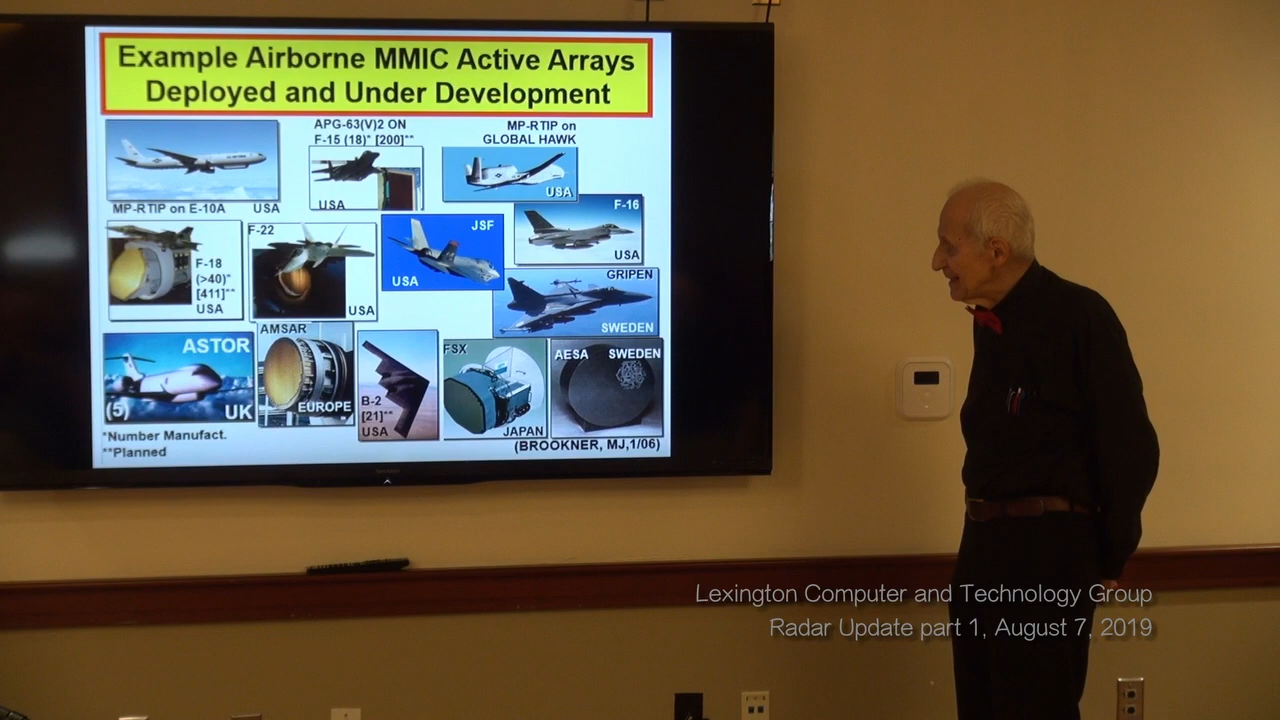 Example Airborne MMIC Active Arrays
Deployed and Under Development
MP-RTIP on E-10A USA
APG-63(V)2 ON
F-15 (18)* [200]**
USA
MP-RTIP on
GLOBAL HAWK
USA
F-18
(>40)*
[411]**
USA
F-22
USA
JSF
USA
F-16
USA
GRIPEN
SWEDEN
ASTOR
(5) UK
AMSAR
EUROPE
B-2
[21]**
USA
FSX
JAPAN
AESA SWEDEN
*Number Manufact.
**Planned
(BROOKNER, MJ,1/06)
Lexington Computer and Technology Group
Radar Update part 1, August 7, 2019